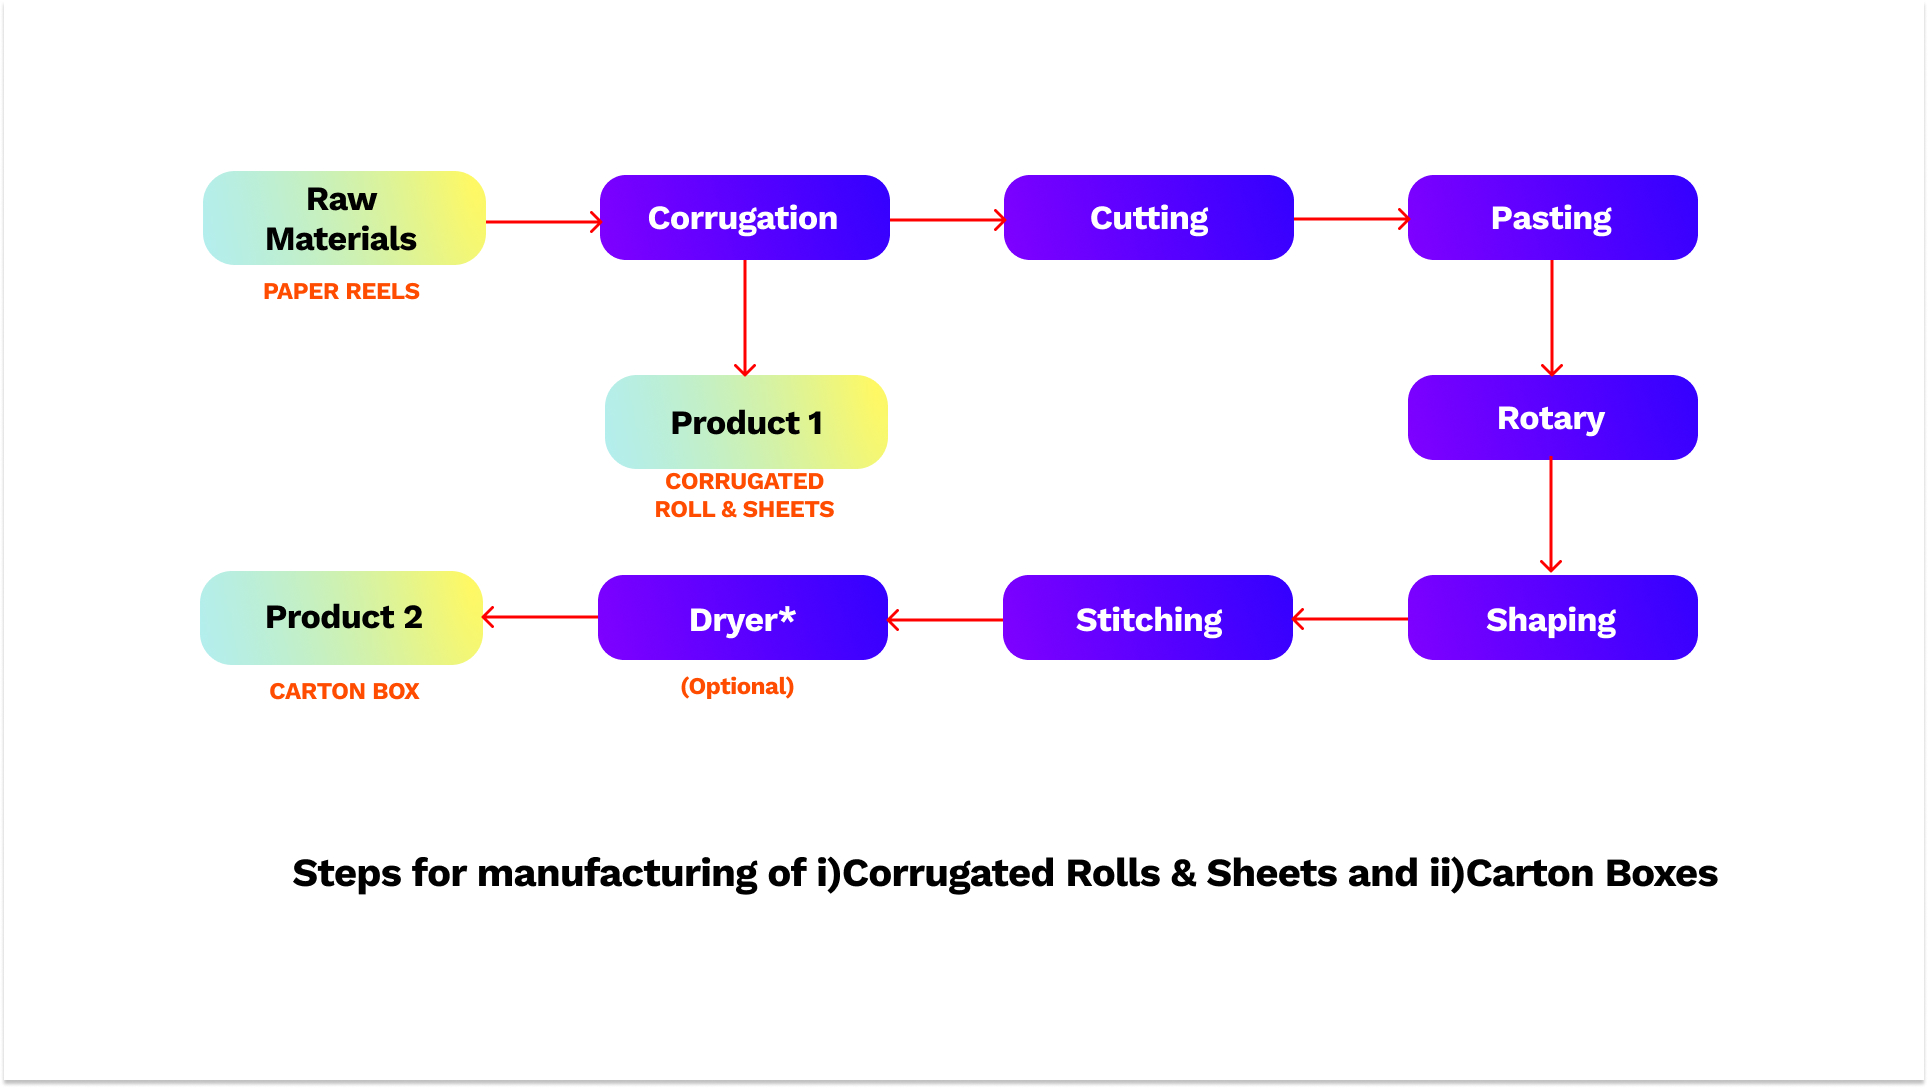 Raw
Materials
PAPER REELS
Corrugation
Cutting
Pasting
Product 1
CORRUGATED
ROLL & SHEETS
Rotary
Product 2
CARTON BOX
Dryer*
(Optional)
Stitching
Shaping
Steps for manufacturing of i)Corrugated Rolls & Sheets and ii)Carton Boxes